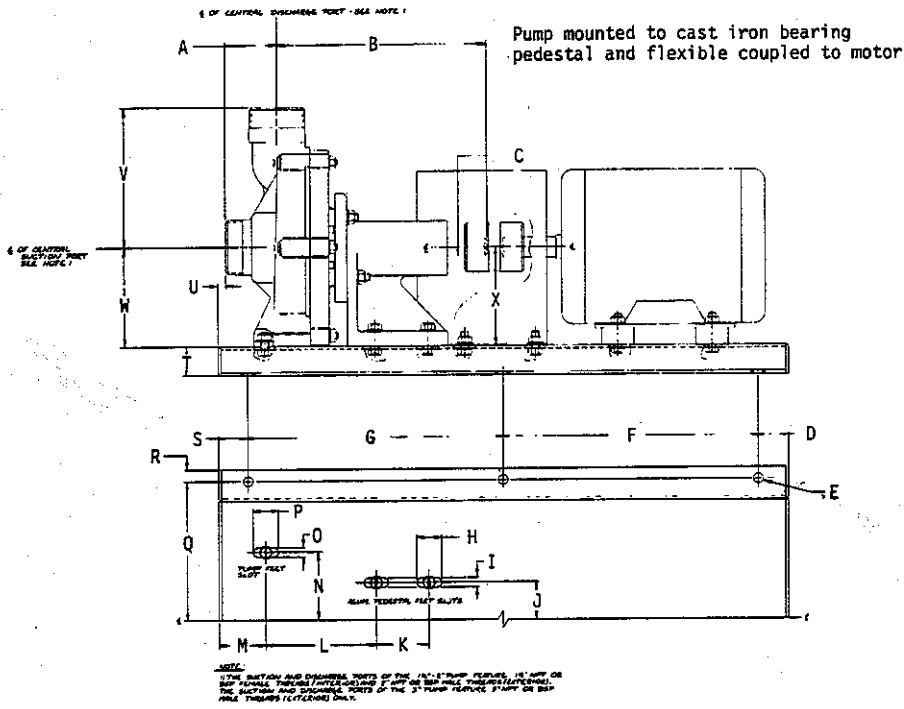 ℄ OF CENTRAL DISCHARGE PORT - SEE NOTE 1
Pump mounted to cast iron bearing
pedestal and flexible coupled to motor
A
B
C
V
℄ OF CENTRAL
SUCTION PORT
SEE NOTE 1
U
W
X
T
S
G
F
D
R
E
P
O
H
I
Q
N
J
PUMP FEET
SLOT
PEDESTAL FEET SLOTS
℄
℄
M
L
K
NOTE:
1) THE SUCTION AND DISCHARGE PORTS OF THE 1½"-2" PUMP FEATURE, 1½" NPT OR
BSP FEMALE THREADS (INTERIOR) AND 2" NPT OR BSP MALE THREADS (EXTERIOR).
THE SUCTION AND DISCHARGE PORTS OF THE 3" PUMP FEATURE 3" NPT OR BSP
MALE THREADS (EXTERIOR) ONLY.